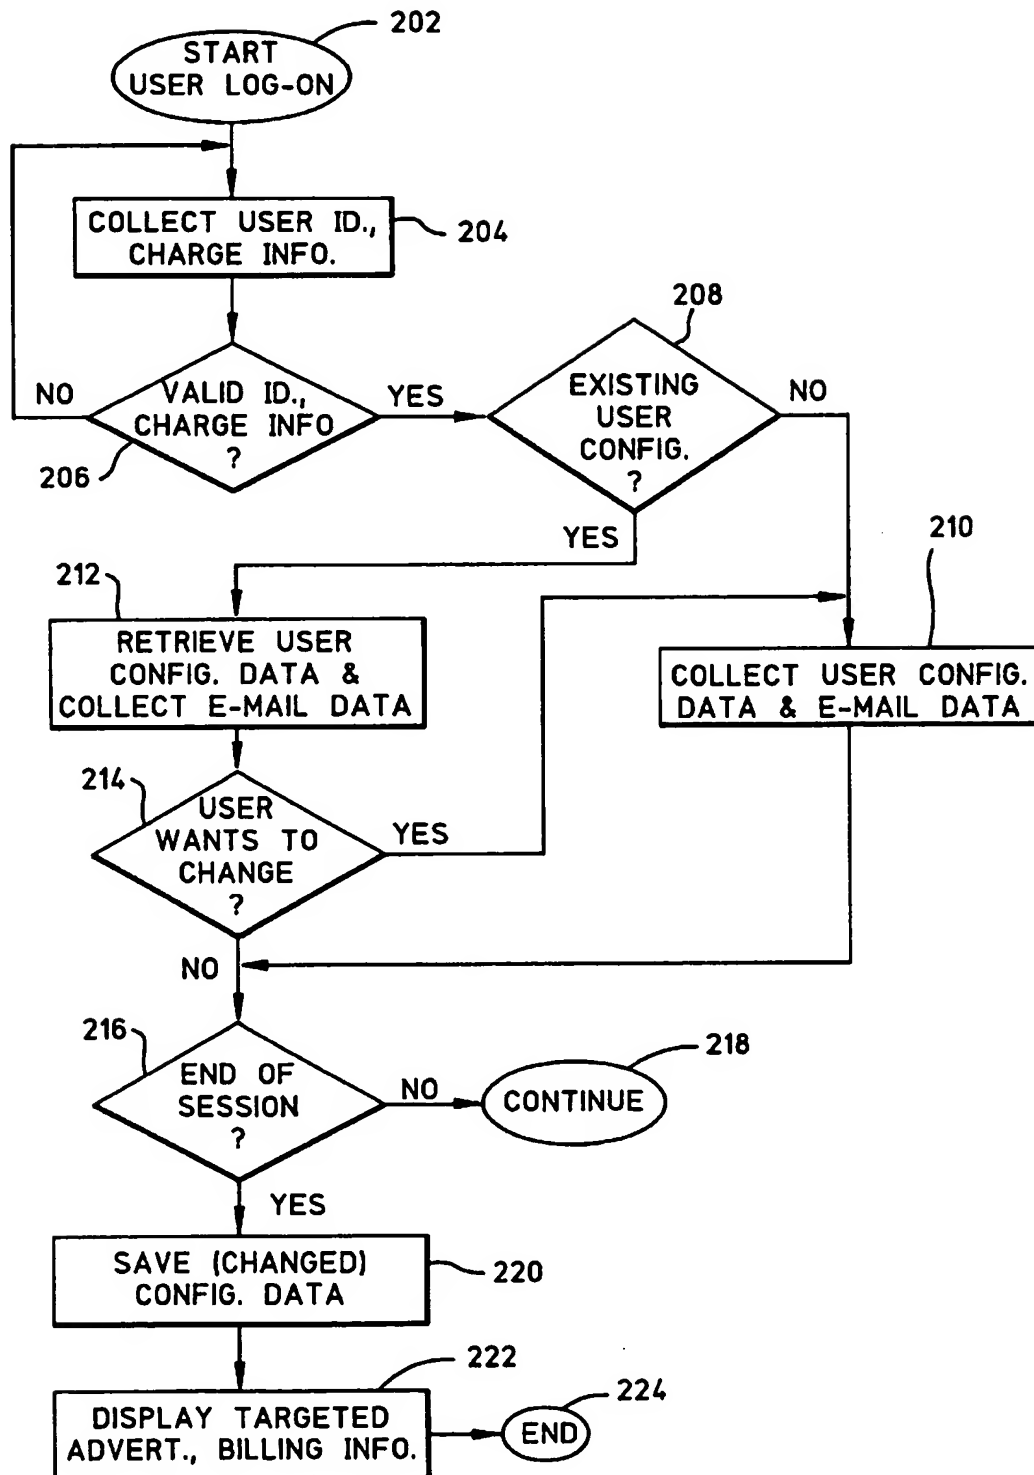 202
START
USER LOG-ON
COLLECT USER ID.,
CHARGE INFO.
204
208
NO
VALID ID.,
CHARGE INFO
?
YES
206
EXISTING
USER
CONFIG.
?
NO
YES
210
212
RETRIEVE USER
CONFIG. DATA &
COLLECT E-MAIL DATA
COLLECT USER CONFIG.
DATA & E-MAIL DATA
214
USER
WANTS TO
CHANGE
?
YES
NO
216
END OF
SESSION
?
NO
218
CONTINUE
YES
SAVE (CHANGED)
CONFIG. DATA
220
222
DISPLAY TARGETED
ADVERT., BILLING INFO.
224
END